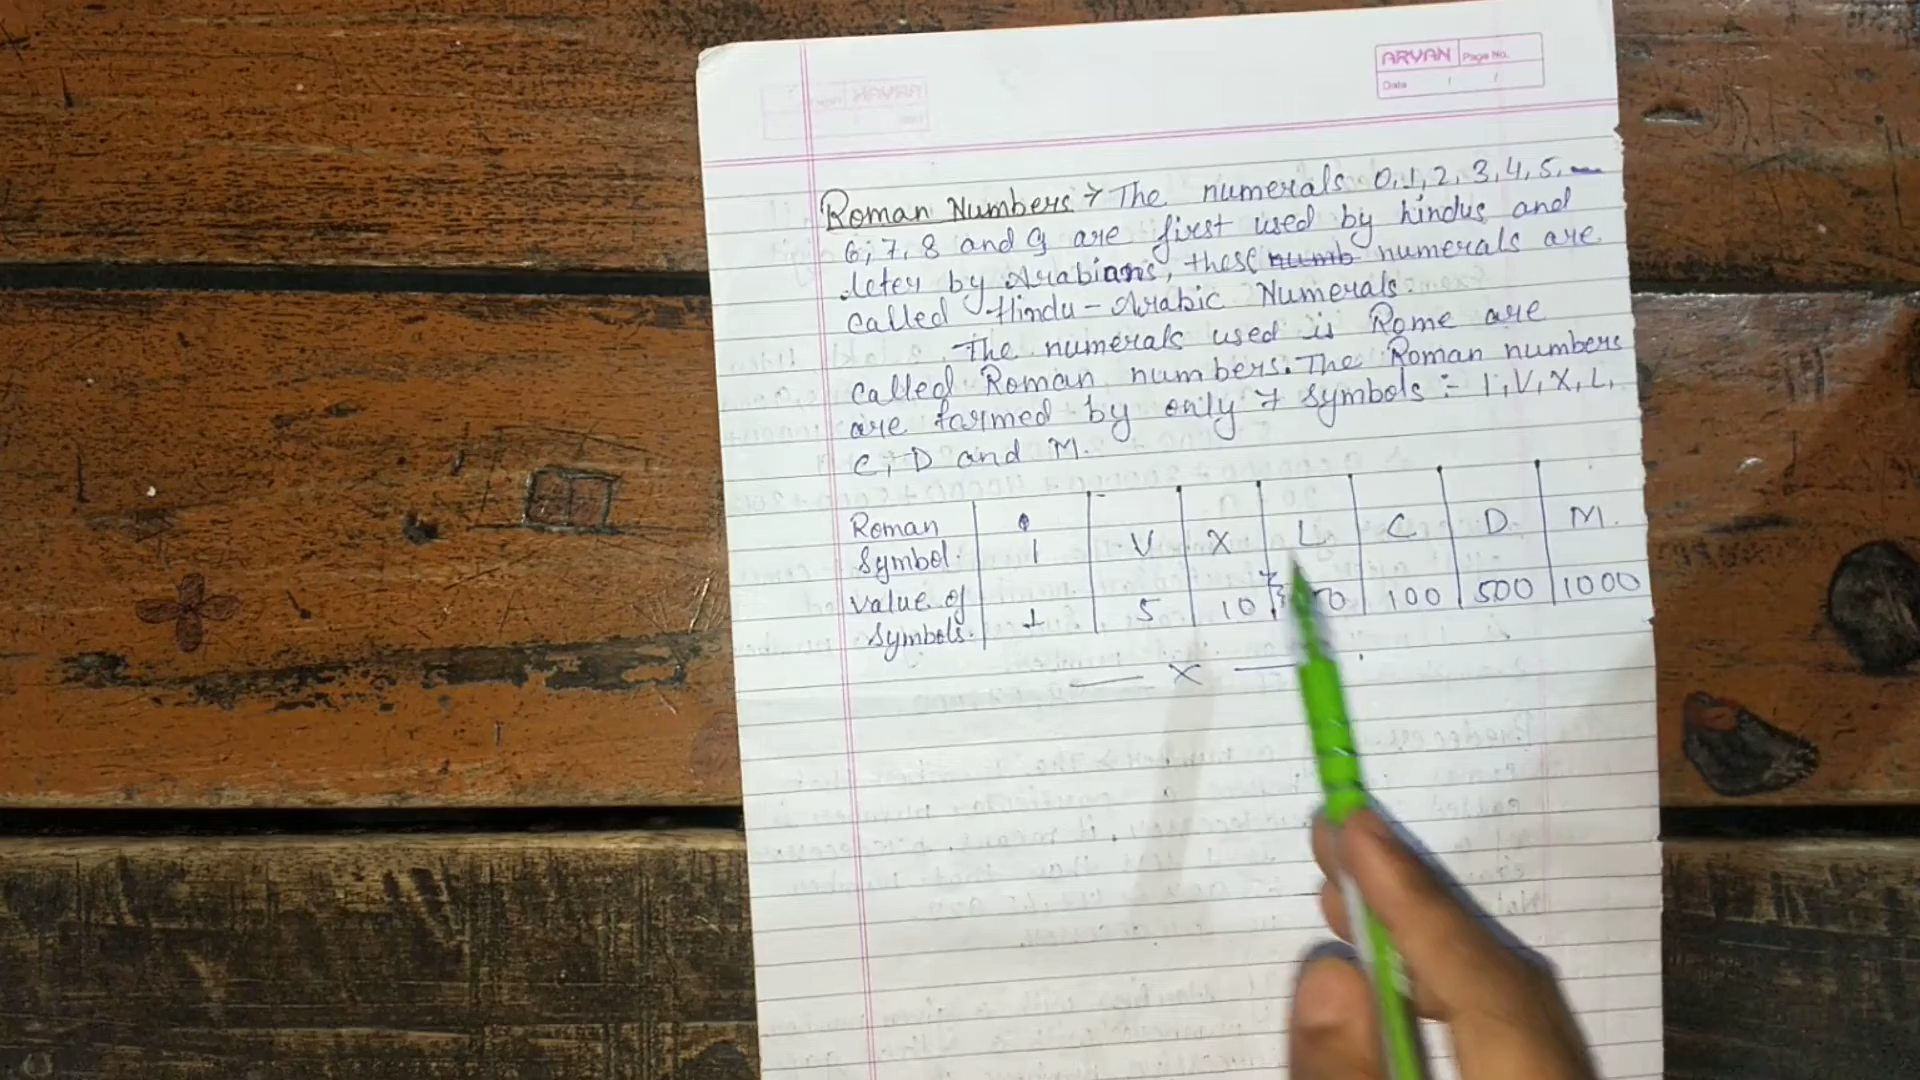 ARYAN Page No.
Date / /
Roman Numbers → The numerals 0,1,2,3,4,5,
6,7,8 and 9 are first used by hindus and
leter by Arabians, these numb numerals are
called Hindu-Arabic Numerals.
The numerals used is Rome are
called Roman numbers. The Roman numbers
are formed by only 7 symbols :- I, V, X, L,
C, D and M.
Roman Symbol I V X L C D M.
Value of Symbols. 1 5 10 50 100 500 1000
x